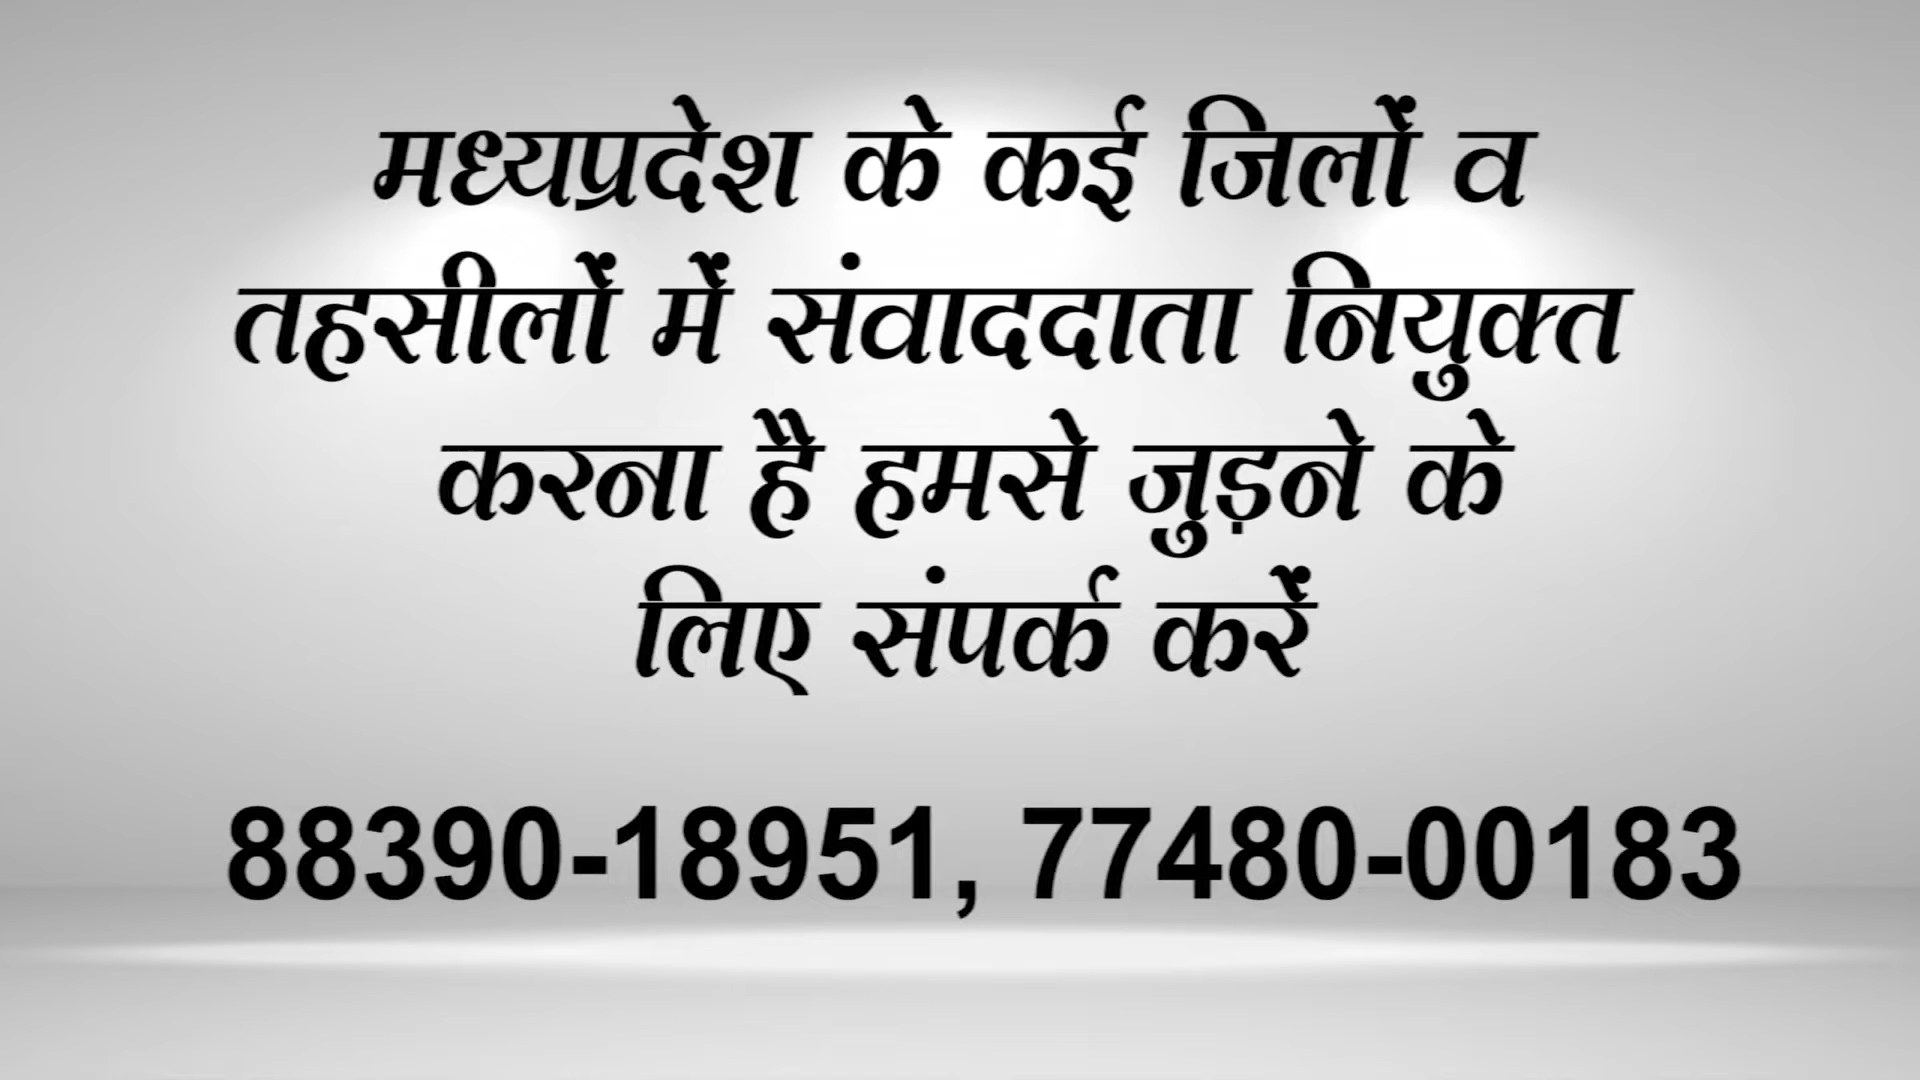 मध्यप्रदेश के कई जिलों व
तहसीलों में संवाददाता नियुक्त
करना है हमसे जुड़ने के
लिए संपर्क करें
88390-18951, 77480-00183